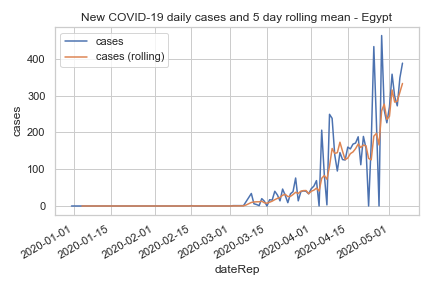 New COVID-19 daily cases and 5 day rolling mean - Egypt
cases
cases (rolling)
400
300
200
100
0
cases
2020-01-01
2020-01-15
2020-02-01
2020-02-15
2020-03-01
2020-03-15
2020-04-01
2020-04-15
2020-05-01
dateRep